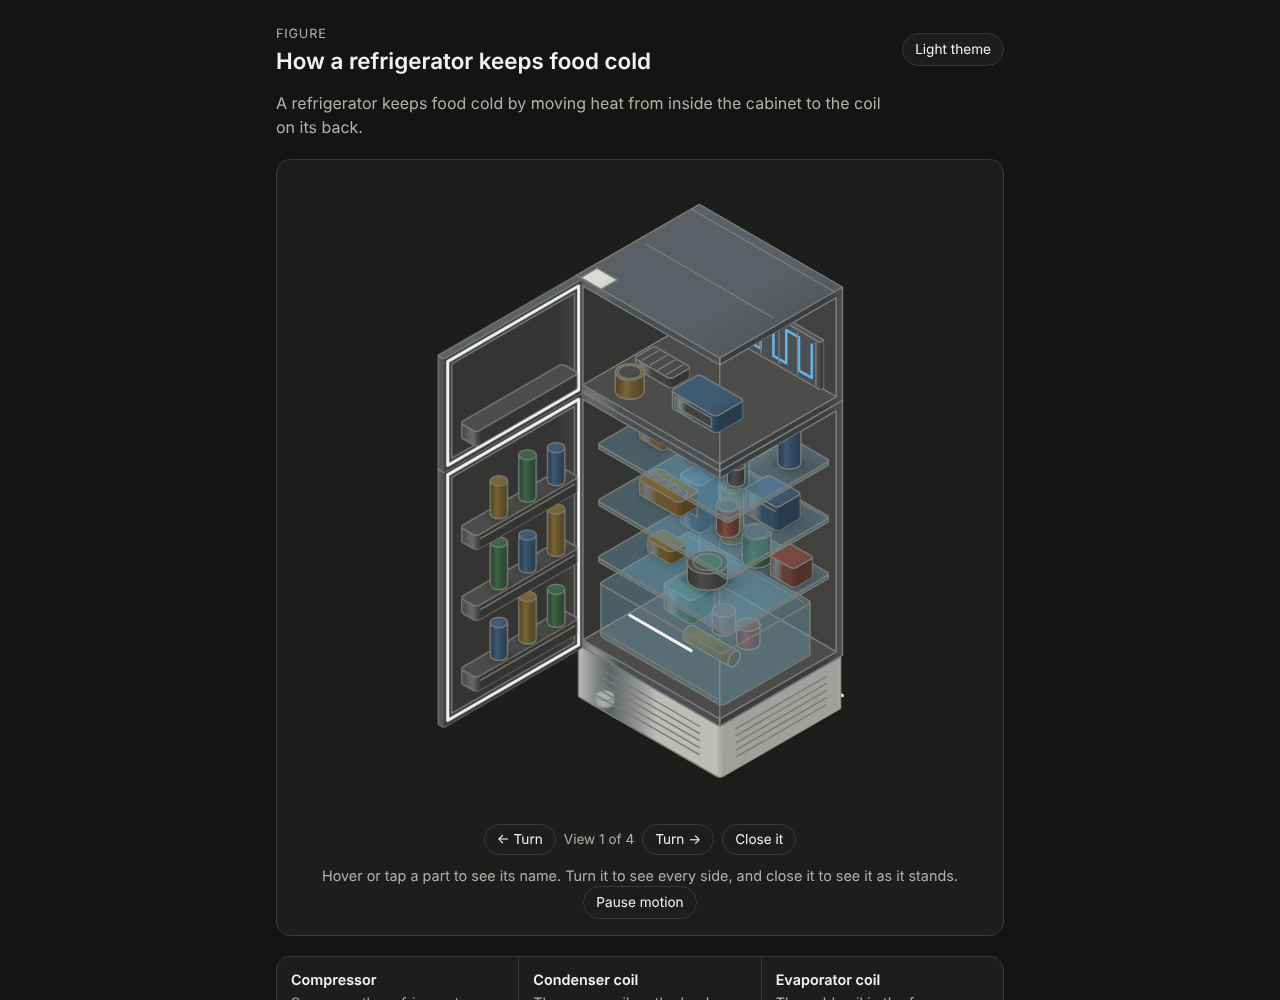 FIGURE
How a refrigerator keeps food cold
Light theme
A refrigerator keeps food cold by moving heat from inside the cabinet to the coil
on its back.
← Turn
View 1 of 4
Turn →
Close it
Hover or tap a part to see its name. Turn it to see every side, and close it to see it as it stands.
Pause motion
Compressor
Condenser coil
Evaporator coil